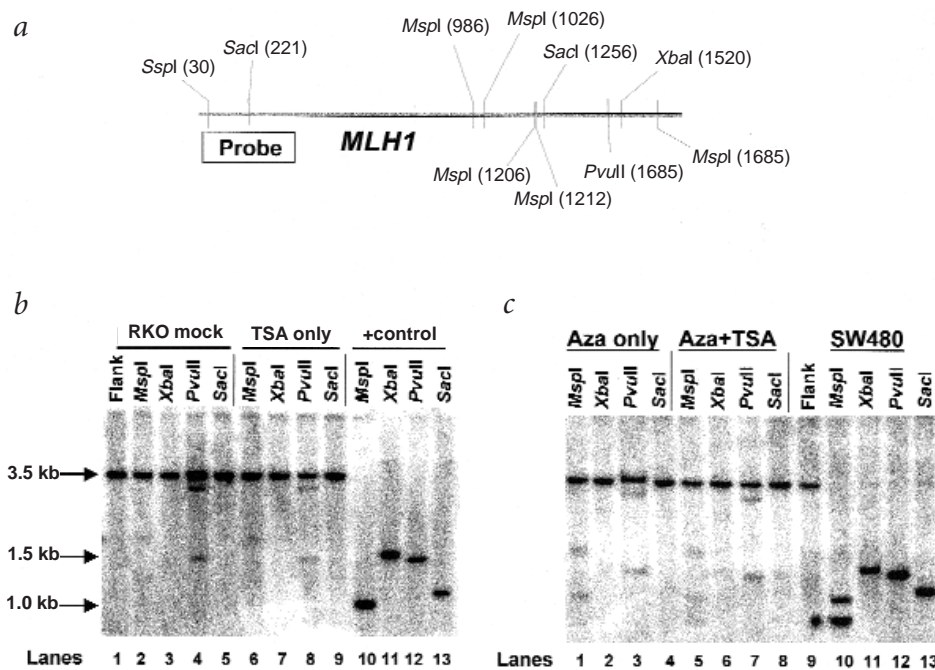 a
MspI (986)
MspI (1026)
SacI (221)
SacI (1256)
XbaI (1520)
SspI (30)
Probe
MLH1
MspI (1206)
MspI (1212)
PvuII (1685)
MspI (1685)
b
RKO mock
TSA only
+control
Flank
MspI
XbaI
PvuII
SacI
MspI
XbaI
PvuII
SacI
MspI
XbaI
PvuII
SacI
3.5 kb
1.5 kb
1.0 kb
Lanes 1 2 3 4 5 6 7 8 9 10 11 12 13
c
Aza only
Aza+TSA
SW480
MspI
XbaI
PvuII
SacI
MspI
XbaI
PvuII
SacI
Flank
MspI
XbaI
PvuII
SacI
Lanes 1 2 3 4 5 6 7 8 9 10 11 12 13